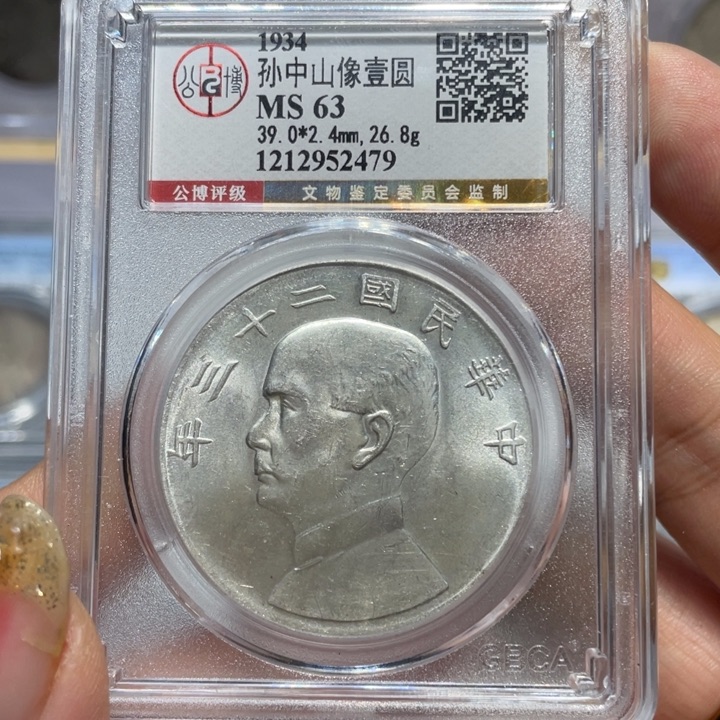 1934
公博
孙中山像壹圆
MS 63
39.0*2.4mm,26.8g
1212952479
公博评级
文物鉴定委员会监制
中華民國二十三年
GBCA